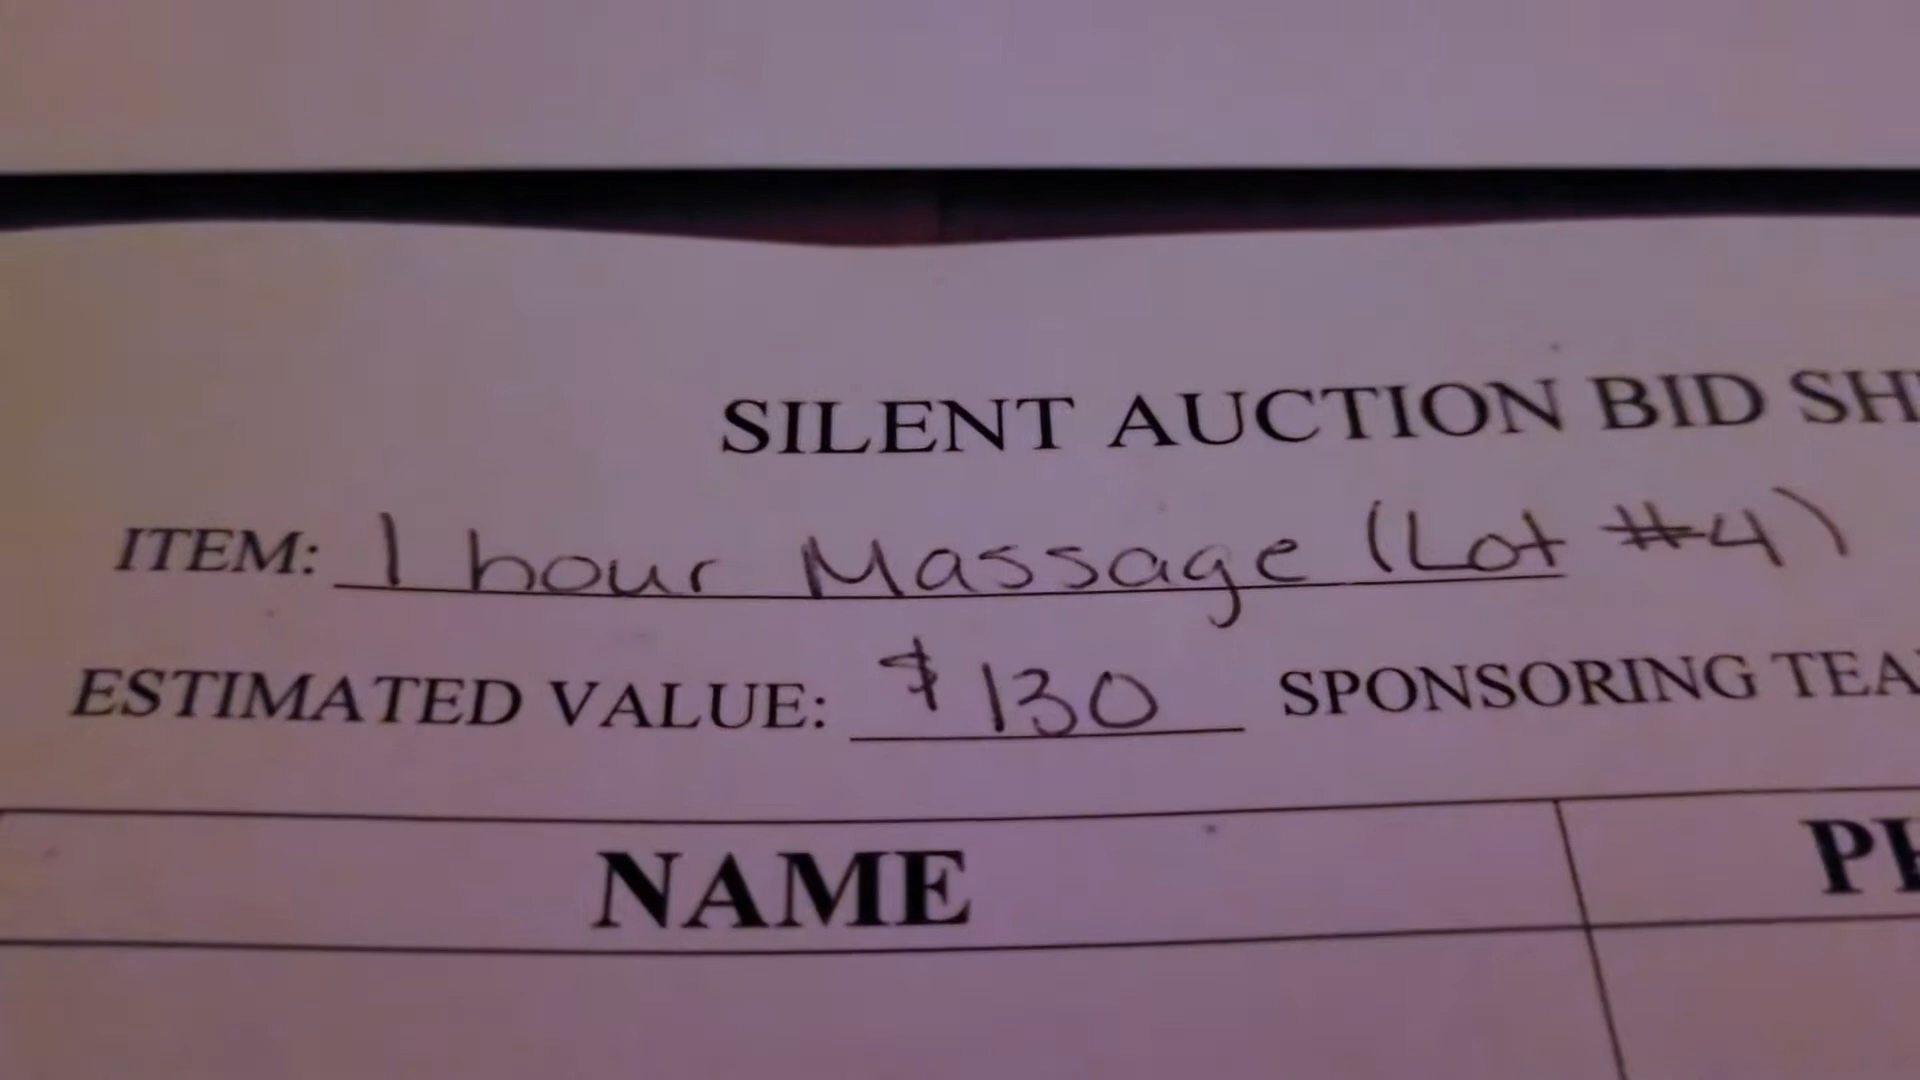 SILENT AUCTION BID SH
ITEM: 1 hour Massage (Lot #4)
ESTIMATED VALUE: $130 SPONSORING TEA
NAME PH